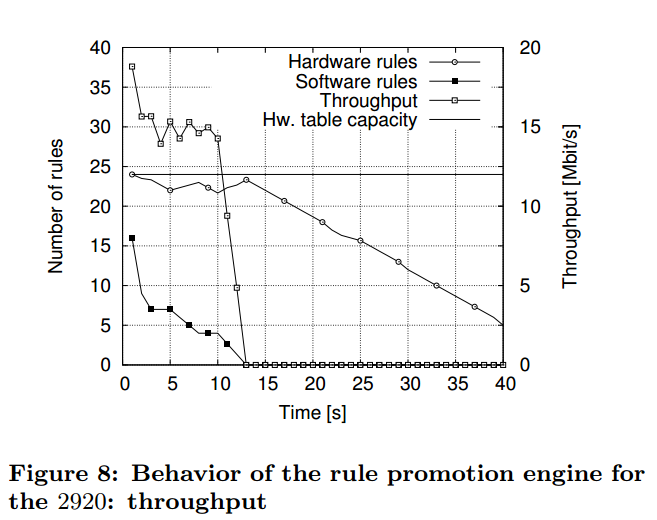 40
35
30
25
20
15
10
5
0
Number of rules
20
15
10
5
0
Throughput [Mbit/s]
Hardware rules
Software rules
Throughput
Hw. table capacity
0 5 10 15 20 25 30 35 40
Time [s]
Figure 8: Behavior of the rule promotion engine for
the 2920: throughput